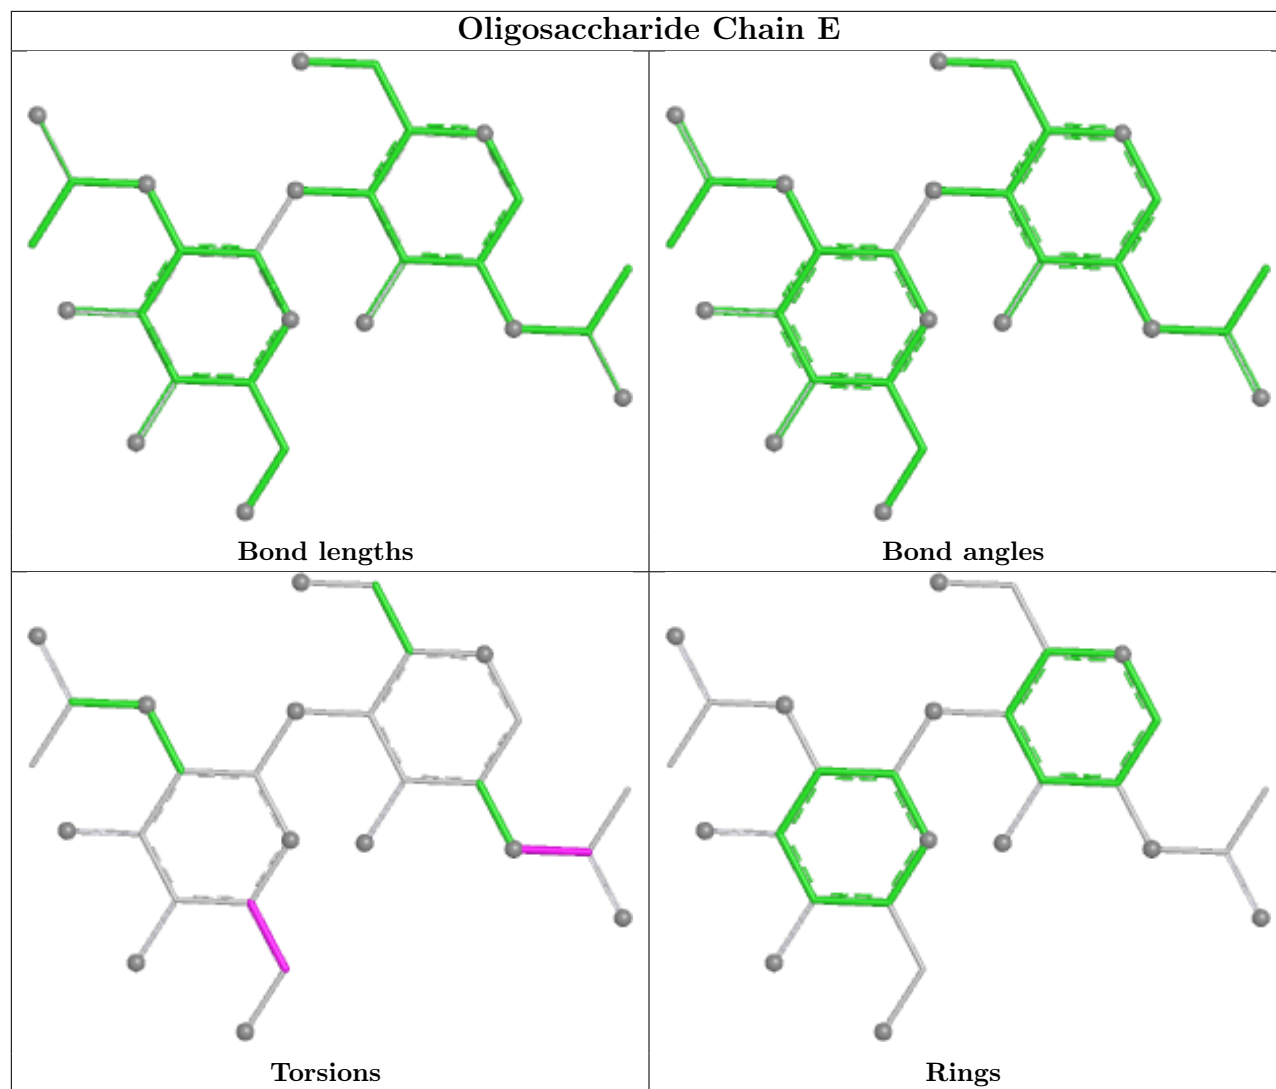 Oligosaccharide Chain E
Bond lengths
Bond angles
Torsions
Rings